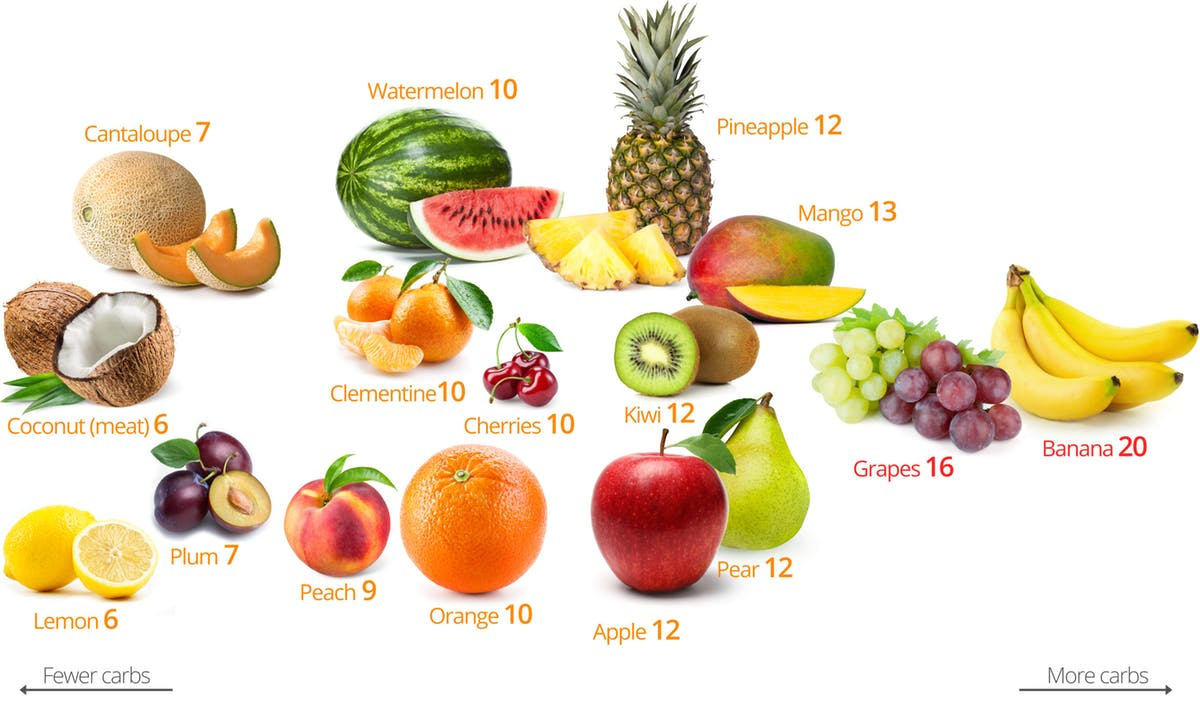 Watermelon 10
Pineapple 12
Cantaloupe 7
Mango 13
Clementine10
Cherries 10
Kiwi 12
Coconut (meat) 6
Banana 20
Grapes 16
Plum 7
Pear 12
Peach 9
Orange 10
Lemon 6
Apple 12
Fewer carbs
More carbs